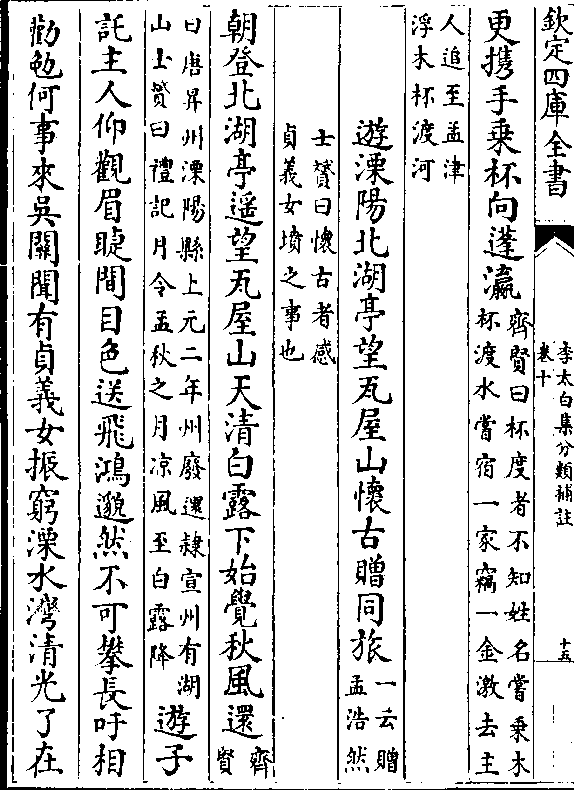 欽定四庫全書
李太白集分類補註
卷十
十五
更携手乗杯向蓬瀛齊賢曰杯度者不知姓名嘗乗木
杯渡水嘗宿一家竊一金激去主
人追至孟津
浮木杯渡河
遊溧陽北湖亭望瓦屋山懷古贈同旅一云贈
孟浩然
士贇曰懷古者感
貞義女墳之事也
朝登北湖亭遥望瓦屋山天清白露下始覺秋風還齊
賢
曰唐昇州溧陽縣上元二年州廢還隷宣州有湖
山士贇曰禮記月令孟秋之月凉風至白露降
遊子
託主人仰觀眉睫間目色送飛鴻邈然不可攀長吁相
勸勉何事來吳關聞有貞義女振窮溧水灣清光了在